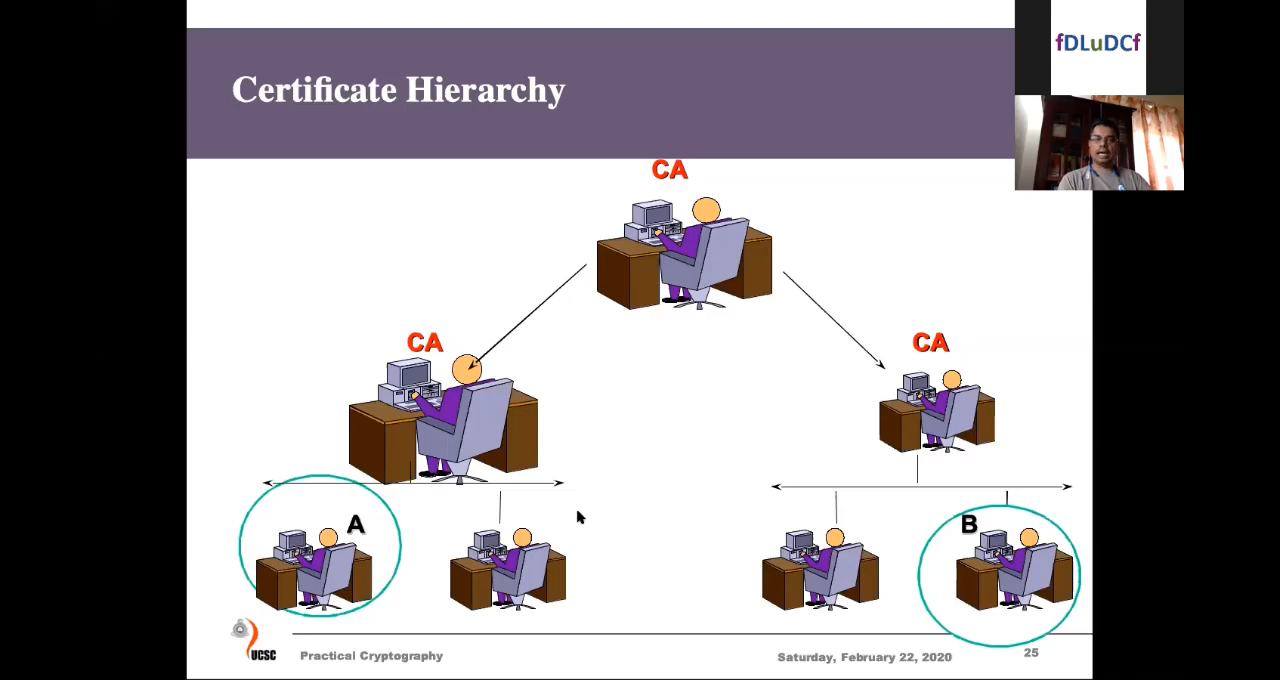 fDLuDCf
Certificate Hierarchy
CA
CA
CA
A
B
UCSC
Practical Cryptography
Saturday, February 22, 2020
25